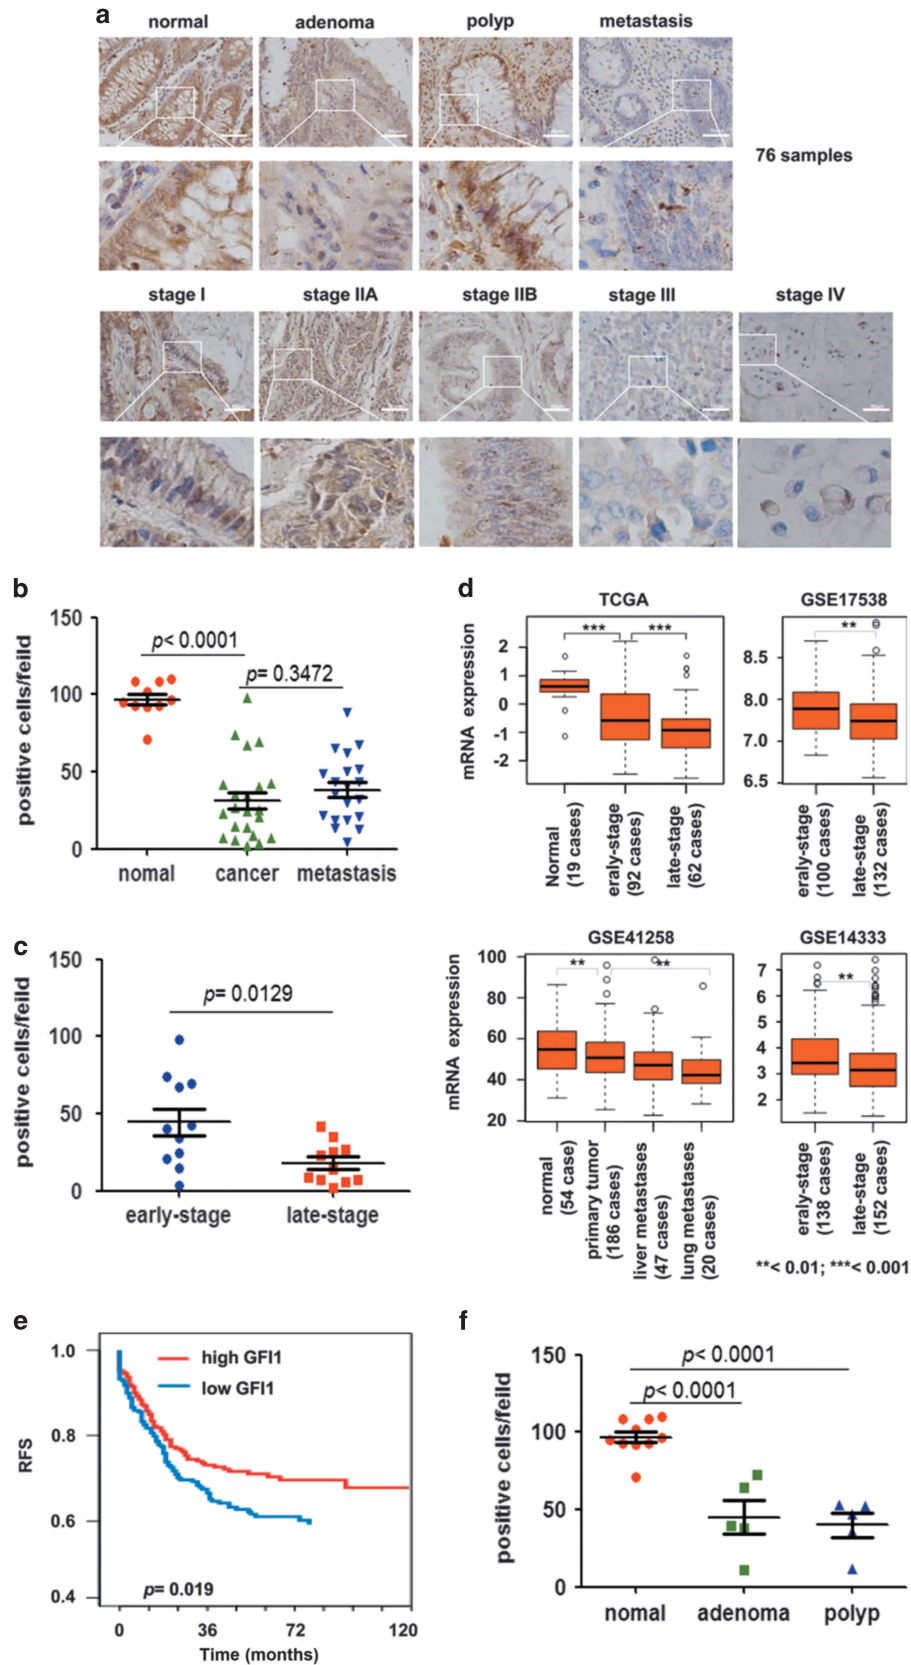 a
normal adenoma polyp metastasis
76 samples
stage I stage IIA stage IIB stage III stage IV
b
150
100
50
0
positive cells/feild
p< 0.0001
p= 0.3472
nomal cancer metastasis
c
150
100
50
0
positive cells/feild
p= 0.0129
early-stage late-stage
d
TCGA
mRNA expression
2
1
0
-1
-2
*** ***
Normal (19 cases)
eraly-stage (92 cases)
late-stage (62 cases)
GSE17538
8.5
8.0
7.0
6.5
**
eraly-stage (100 cases)
late-stage (132 cases)
GSE41258
mRNA expression
100
80
60
40
20
** **
normal (54 case)
primary tumor (186 cases)
liver metastases (47 cases)
lung metastases (20 cases)
GSE14333
7
6
5
4
3
2
**
eraly-stage (138 cases)
late-stage (152 cases)
**< 0.01; ***< 0.001
e
1.0
0.8
0.6
0.4
RFS
high GFI1
low GFI1
p= 0.019
0 36 72 120
Time (months)
f
150
100
50
0
positive cells/feild
p< 0.0001
p< 0.0001
nomal adenoma polyp